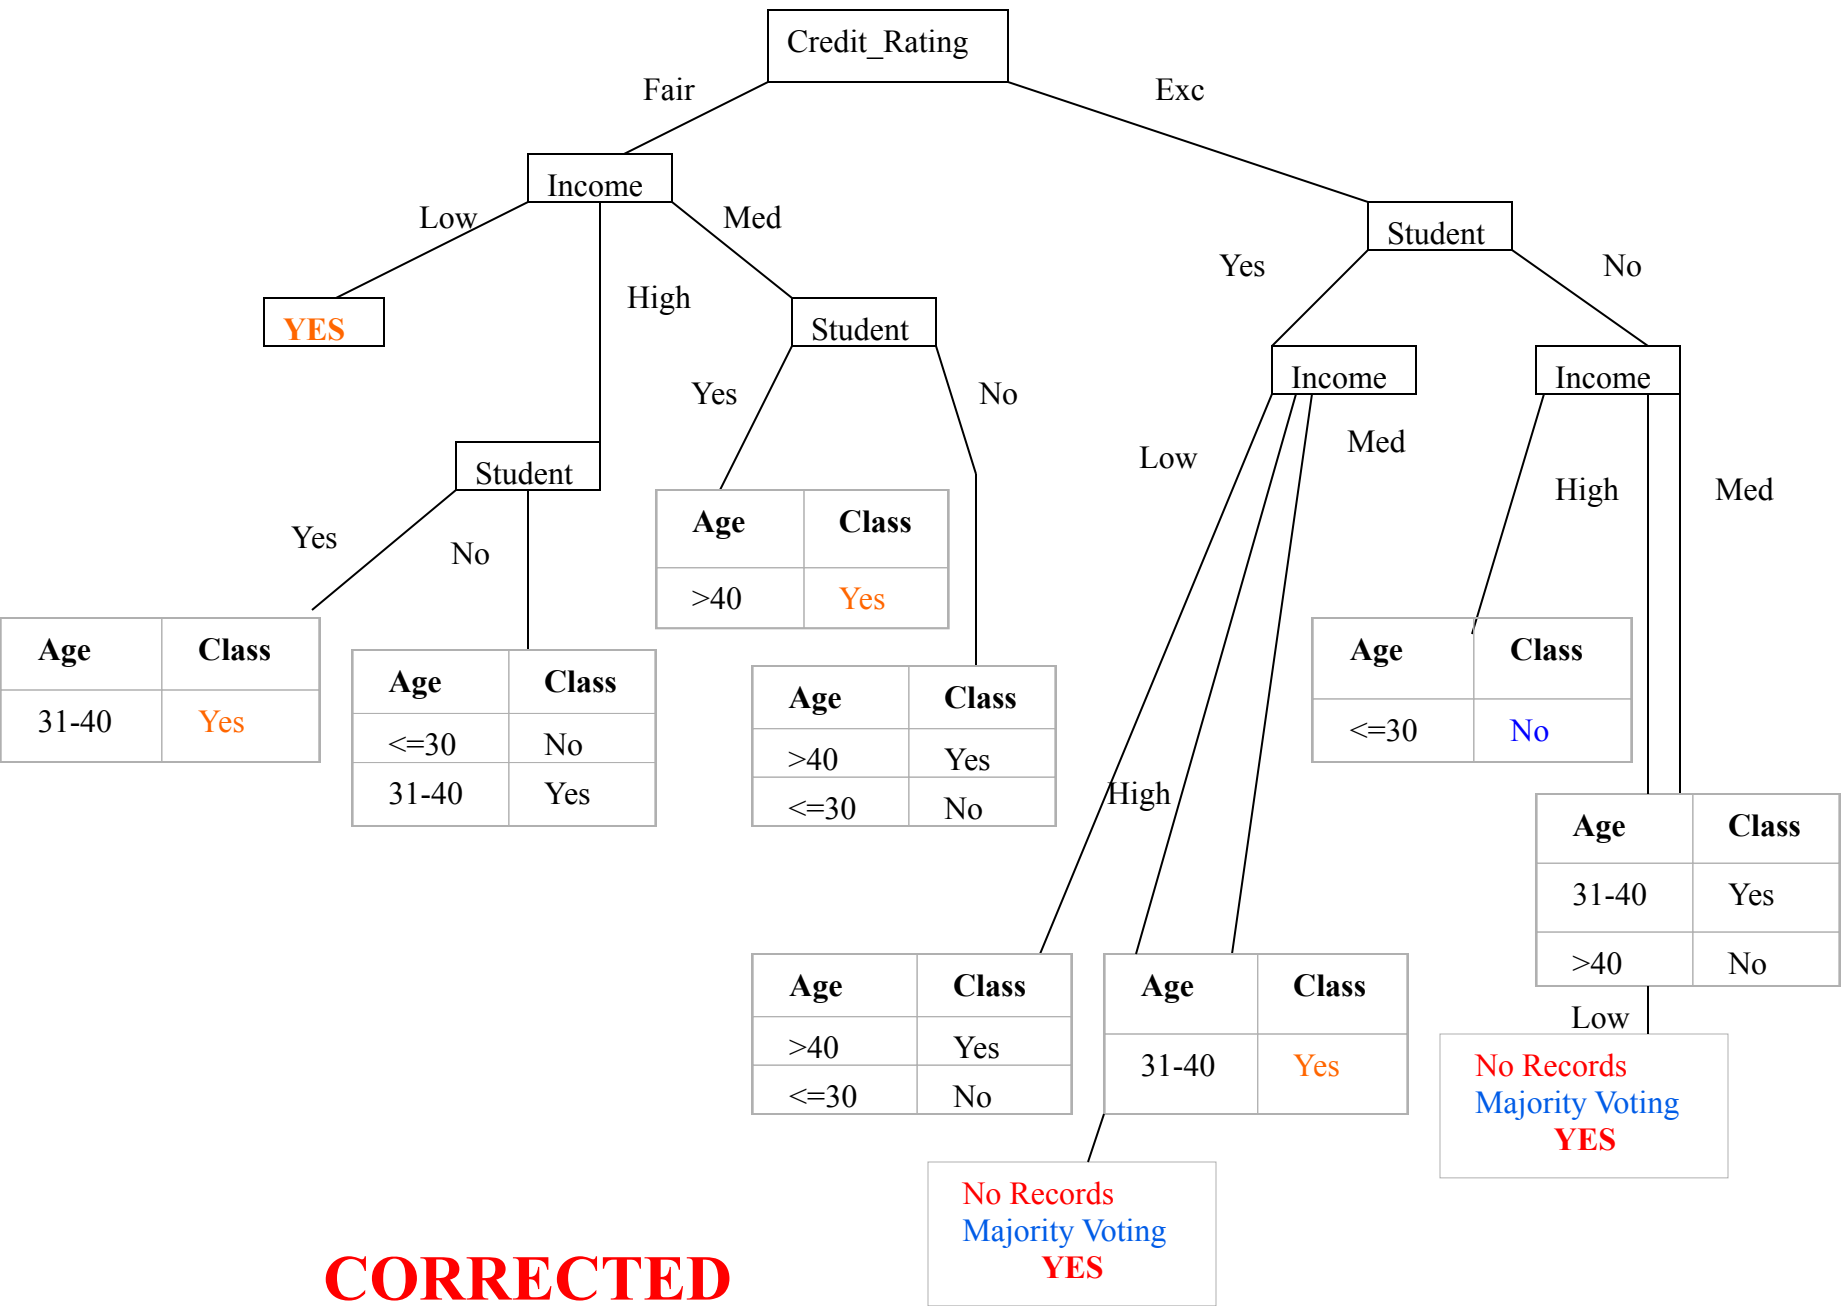 Credit_Rating
Fair
Exc
Income
Low
Med
Student
Yes
No
High
YES
Student
Income
Income
Yes
No
Med
Low
Student
High
Med
Age Class
>40 Yes
Yes
No
Age Class
31-40 Yes
Age Class
<=30 No
31-40 Yes
Age Class
>40 Yes
<=30 No
Age Class
<=30 No
High
Age Class
31-40 Yes
>40 No
Age Class
>40 Yes
<=30 No
Age Class
31-40 Yes
Low
No Records
Majority Voting
YES
No Records
Majority Voting
YES
CORRECTED